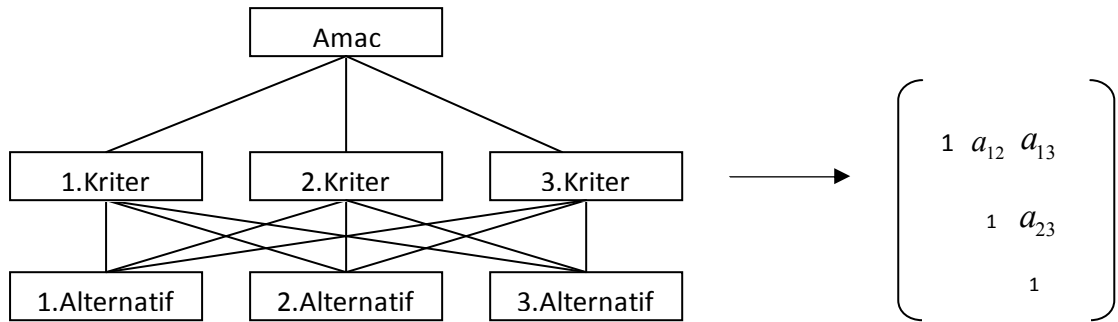 Amac
1.Kriter 2.Kriter 3.Kriter
1.Alternatif 2.Alternatif 3.Alternatif
1 a₁₂ a₁₃
1 a₂₃
1